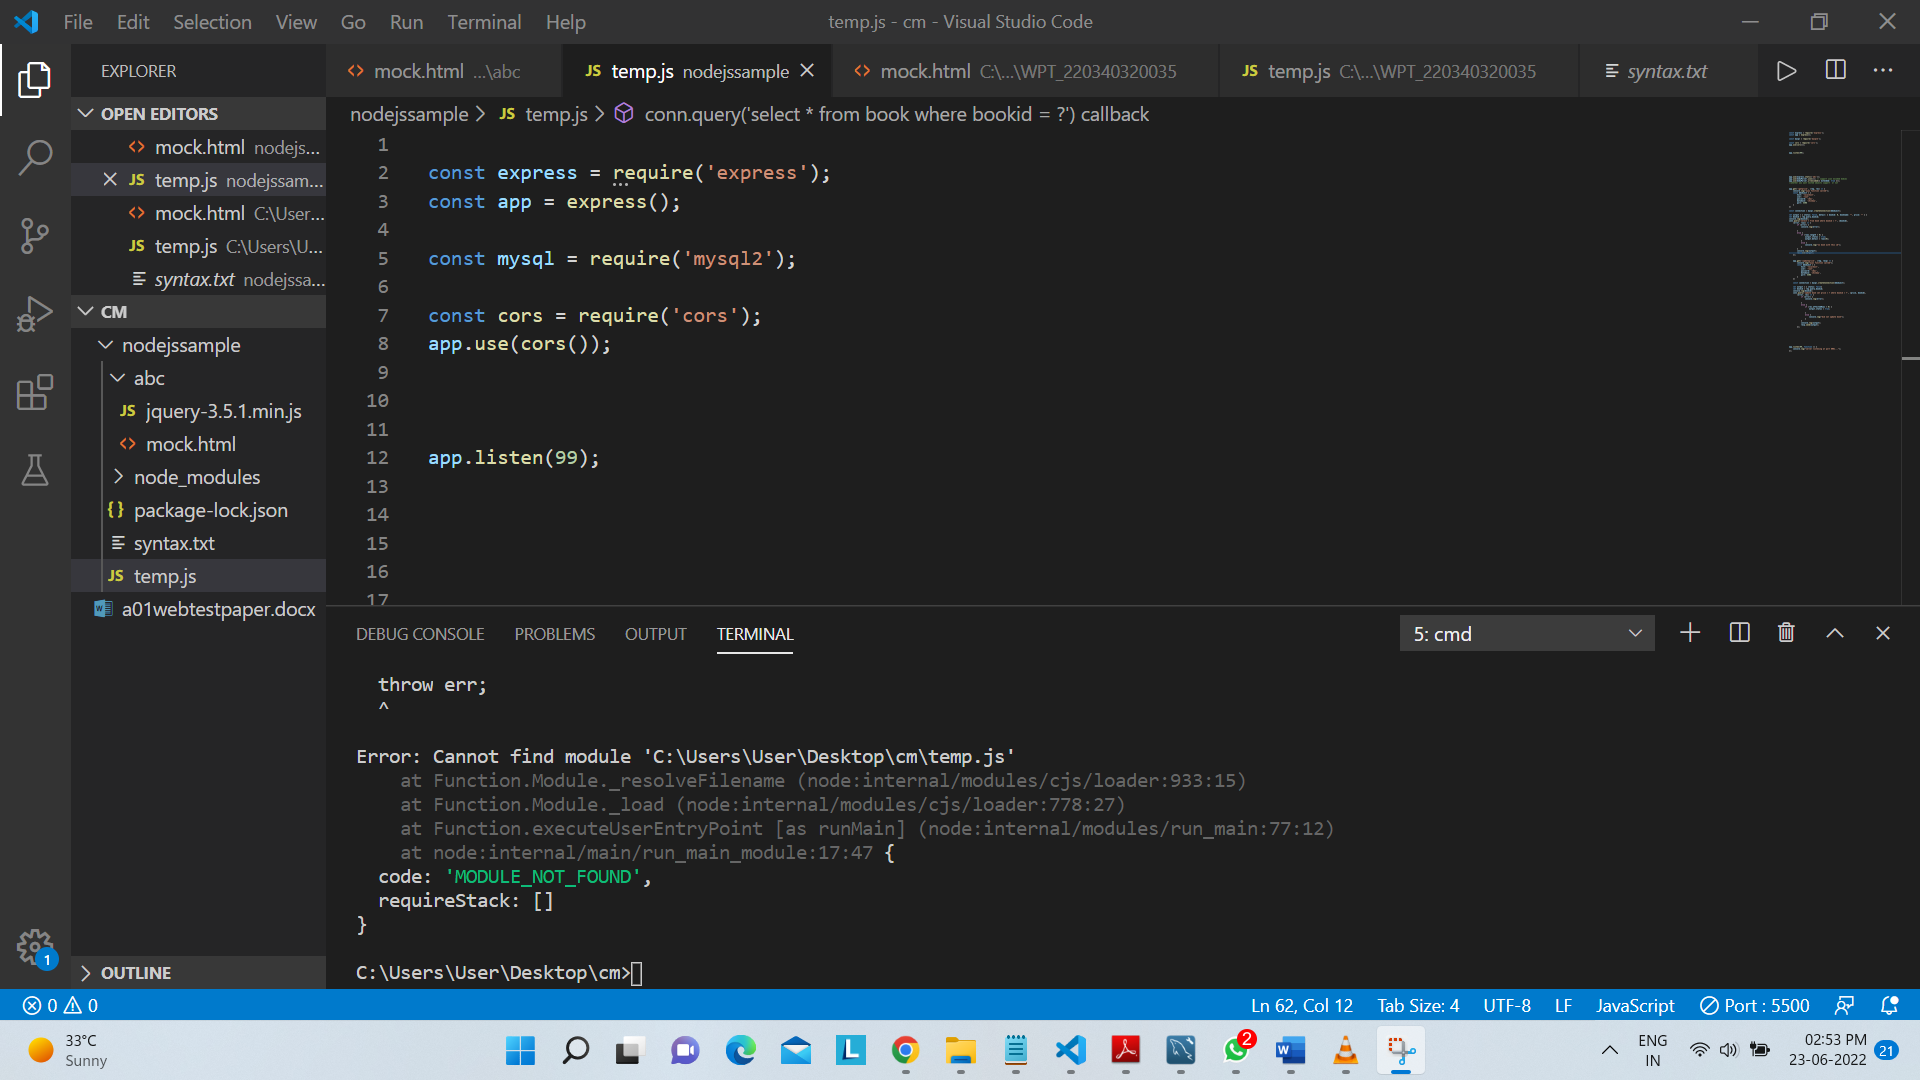 File Edit Selection View Go Run Terminal Help
temp.js - cm - Visual Studio Code
EXPLORER
OPEN EDITORS
mock.html nodejs...
temp.js nodejssam...
mock.html C:\User...
temp.js C:\Users\U...
syntax.txt nodejssa...
CM
nodejssample
abc
JS jquery-3.5.1.min.js
mock.html
node_modules
{} package-lock.json
syntax.txt
JS temp.js
a01webtestpaper.docx
OUTLINE
mock.html ...\abc
JS temp.js nodejssample
mock.html C:\...\WPT_220340320035
JS temp.js C:\...\WPT_220340320035
syntax.txt
nodejssample > JS temp.js > conn.query('select * from book where bookid = ?') callback
1
2 const express = require('express');
3 const app = express();
4
5 const mysql = require('mysql2');
6
7 const cors = require('cors');
8 app.use(cors());
9
10
11
12 app.listen(99);
13
14
15
16
17
DEBUG CONSOLE PROBLEMS OUTPUT TERMINAL
5: cmd
throw err;
^
Error: Cannot find module 'C:\Users\User\Desktop\cm\temp.js'
at Function.Module._resolveFilename (node:internal/modules/cjs/loader:933:15)
at Function.Module._load (node:internal/modules/cjs/loader:778:27)
at Function.executeUserEntryPoint [as runMain] (node:internal/modules/run_main:77:12)
at node:internal/main/run_main_module:17:47 {
code: 'MODULE_NOT_FOUND',
requireStack: []
}
C:\Users\User\Desktop\cm>
1
0 0
Ln 62, Col 12 Tab Size: 4 UTF-8 LF JavaScript Port : 5500
33°C
Sunny
L
2
ENG
IN
02:53 PM
23-06-2022
21